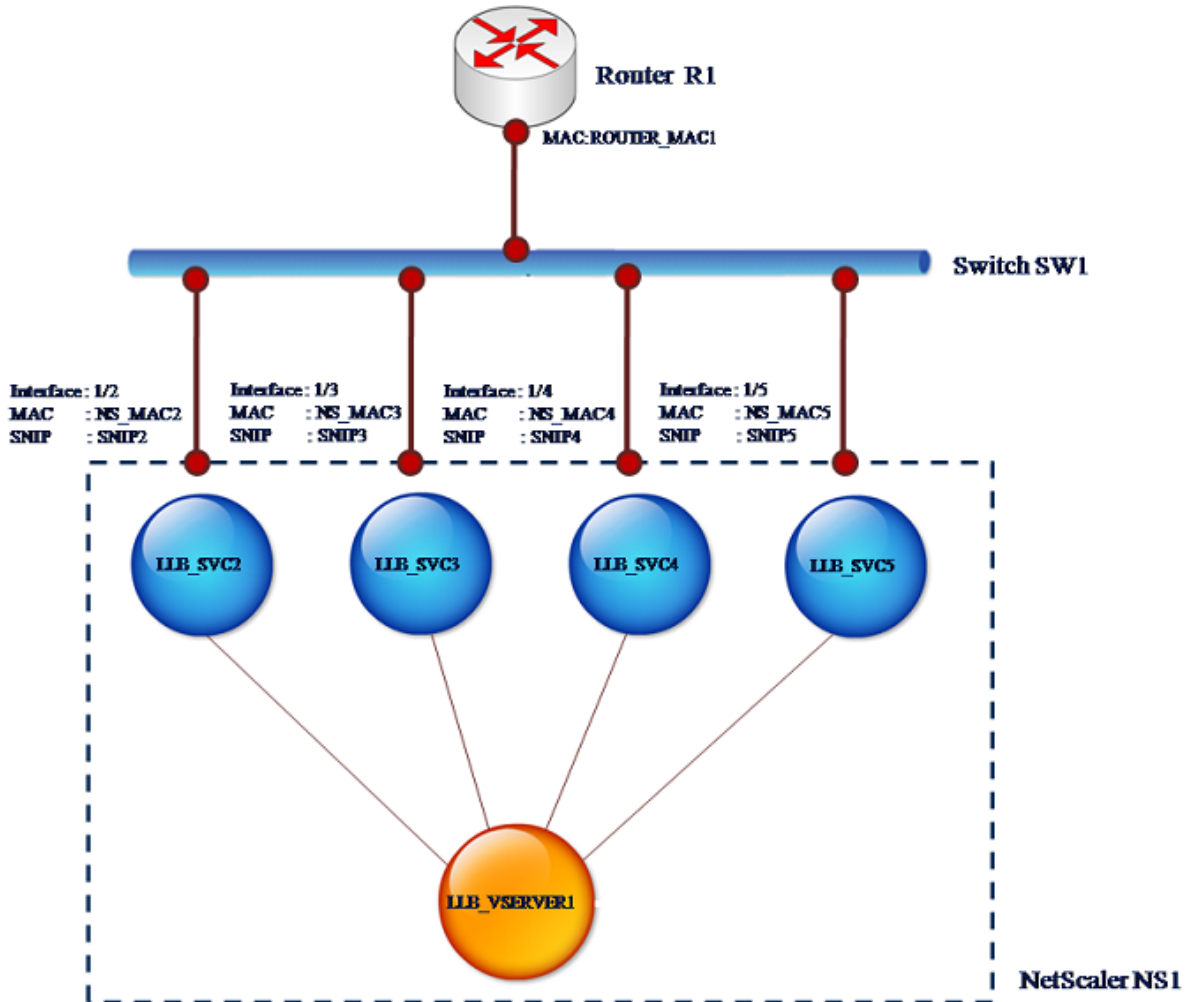 Router R1
MAC:ROUTER_MAC1
Switch SW1
Interface : 1/2
MAC : NS_MAC2
SNIP : SNIP2
Interface : 1/3
MAC : NS_MAC3
SNIP : SNIP3
Interface : 1/4
MAC : NS_MAC4
SNIP : SNIP4
Interface : 1/5
MAC : NS_MAC5
SNIP : SNIP5
LLB_SVC2
LLB_SVC3
LLB_SVC4
LLB_SVC5
LLB_VSERVER1
NetScaler NS1